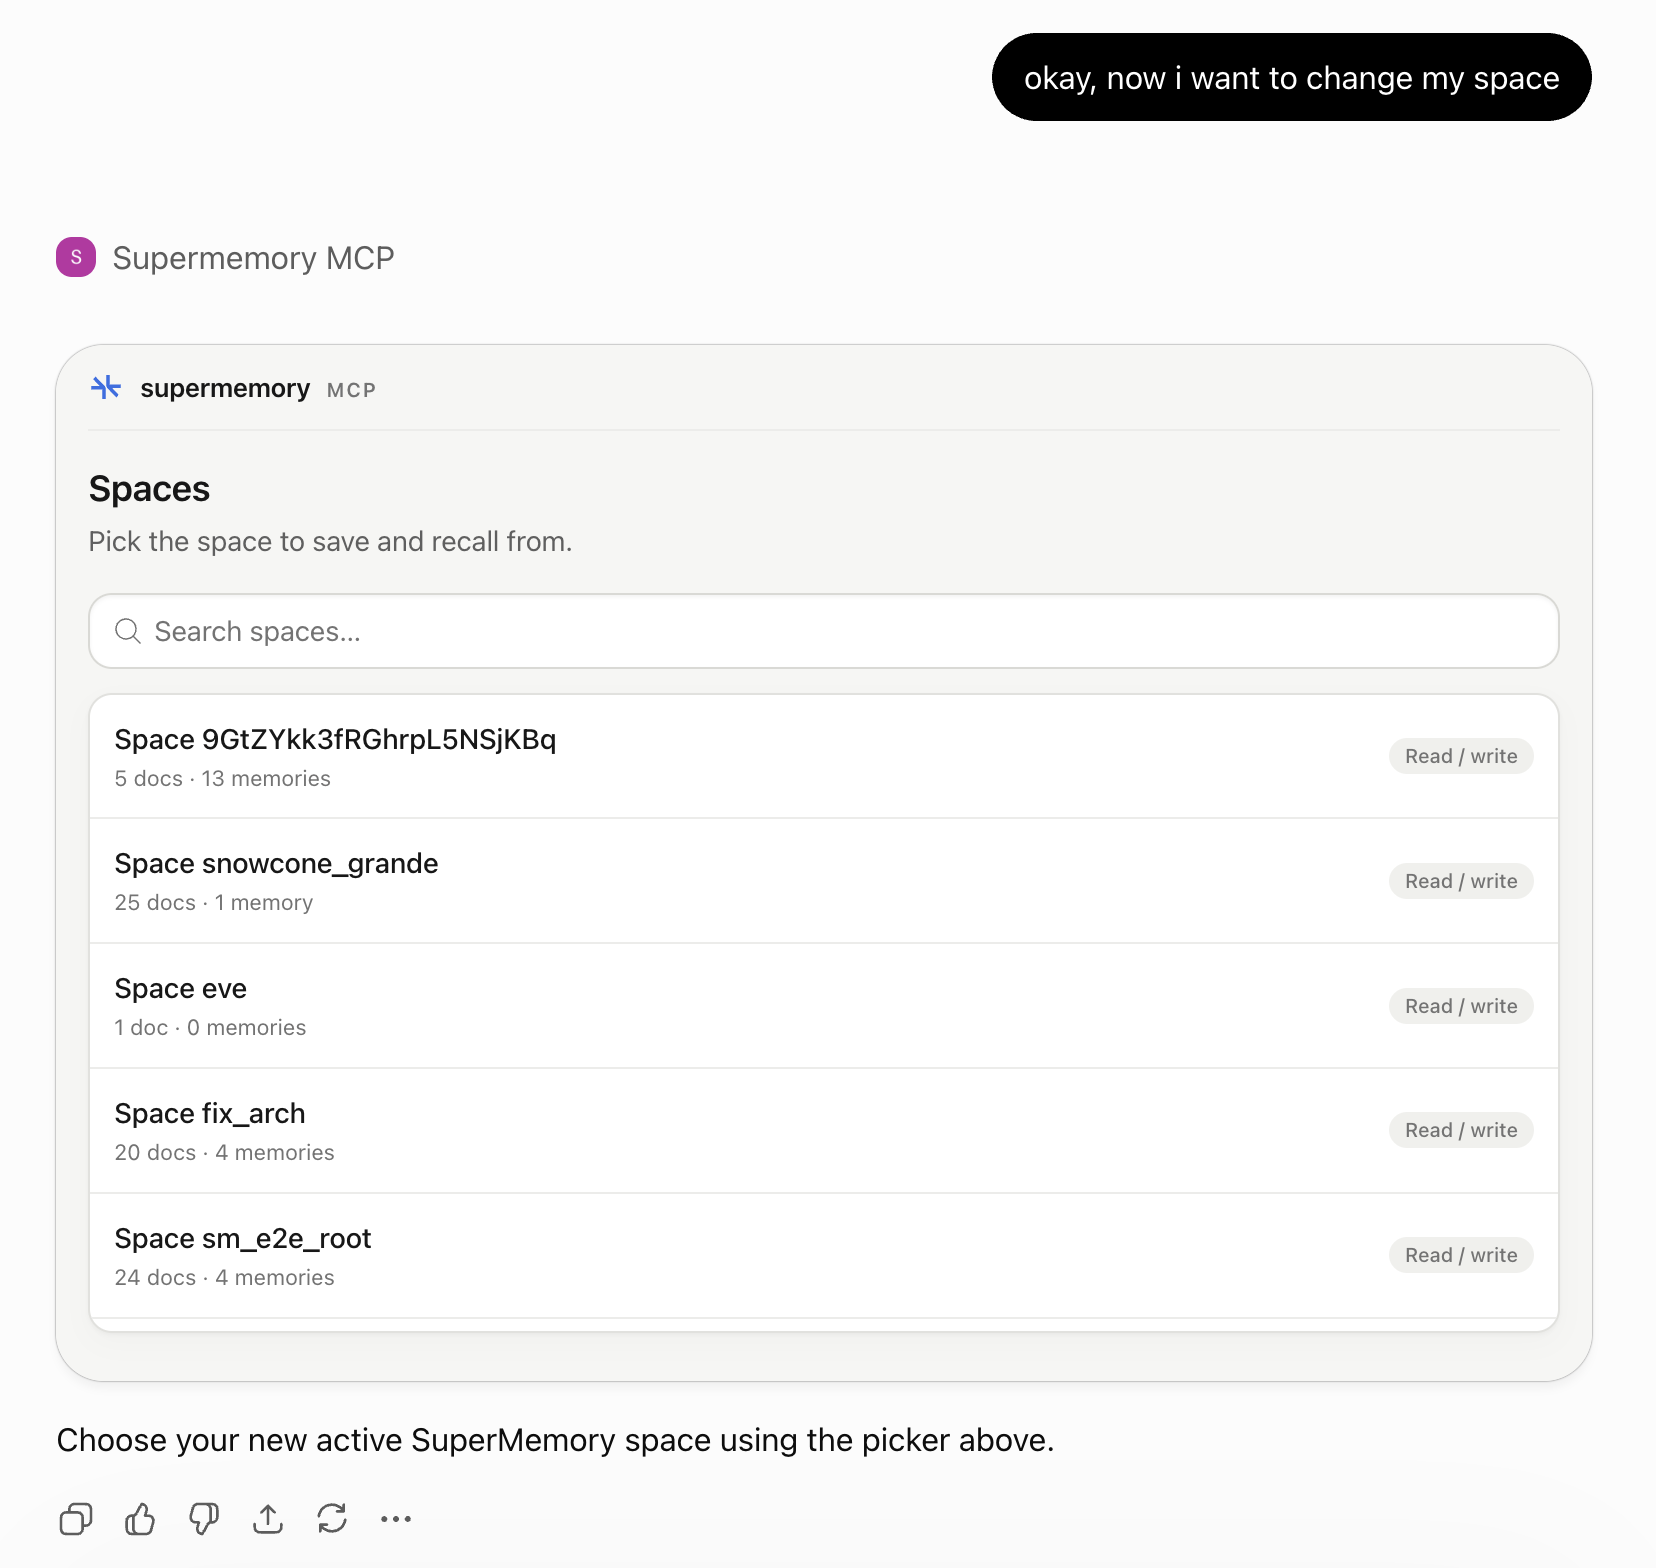 okay, now i want to change my space
S Supermemory MCP
supermemory MCP
Spaces
Pick the space to save and recall from.
Search spaces...
Space 9GtZYkk3fRGhrpL5NSjKBq
5 docs · 13 memories
Read / write
Space snowcone_grande
25 docs · 1 memory
Read / write
Space eve
1 doc · 0 memories
Read / write
Space fix_arch
20 docs · 4 memories
Read / write
Space sm_e2e_root
24 docs · 4 memories
Read / write
Choose your new active SuperMemory space using the picker above.